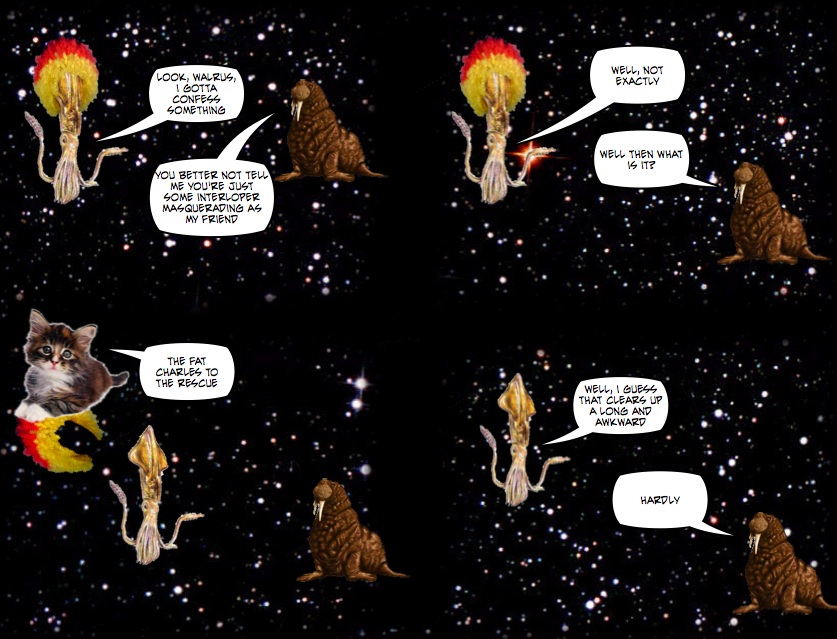 LOOK, WALRUS,
I GOTTA
CONFESS
SOMETHING
YOU BETTER NOT TELL
ME YOU'RE JUST
SOME INTERLOPER
MASQUERADING AS
MY FRIEND
WELL, NOT
EXACTLY
WELL THEN WHAT
IS IT?
THE FAT
CHARLES TO
THE RESCUE
WELL, I GUESS
THAT CLEARS UP
A LONG AND
AWKWARD
HARDLY